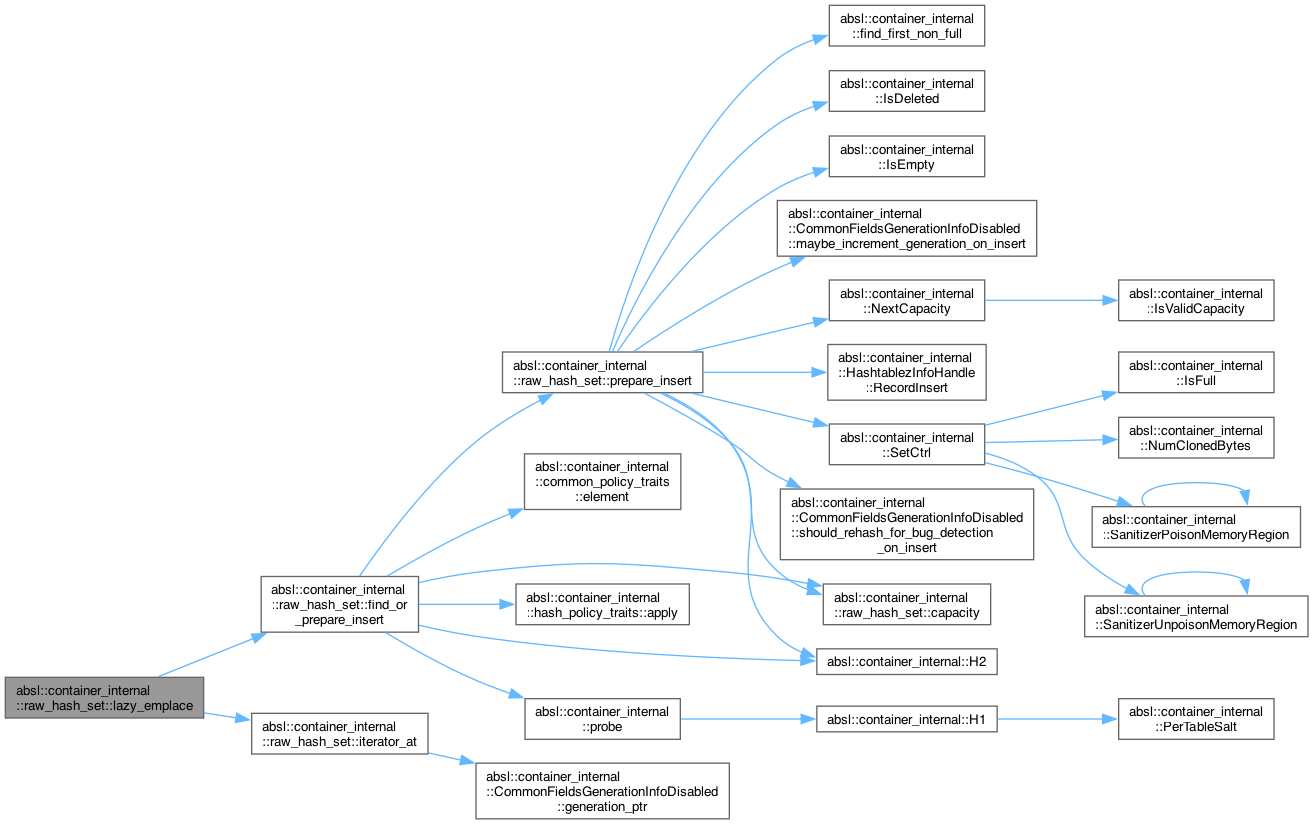 absl::container_internal
::find_first_non_full
absl::container_internal
::IsDeleted
absl::container_internal
::IsEmpty
absl::container_internal
::CommonFieldsGenerationInfoDisabled
::maybe_increment_generation_on_insert
absl::container_internal
::NextCapacity
absl::container_internal
::IsValidCapacity
absl::container_internal
::raw_hash_set::prepare_insert
absl::container_internal
::HashtablezInfoHandle
::RecordInsert
absl::container_internal
::IsFull
absl::container_internal
::SetCtrl
absl::container_internal
::NumClonedBytes
absl::container_internal
::common_policy_traits
::element
absl::container_internal
::CommonFieldsGenerationInfoDisabled
::should_rehash_for_bug_detection
_on_insert
absl::container_internal
::SanitizerPoisonMemoryRegion
absl::container_internal
::raw_hash_set::find_or
_prepare_insert
absl::container_internal
::hash_policy_traits::apply
absl::container_internal
::raw_hash_set::capacity
absl::container_internal
::SanitizerUnpoisonMemoryRegion
absl::container_internal::H2
absl::container_internal
::raw_hash_set::lazy_emplace
absl::container_internal
::raw_hash_set::iterator_at
absl::container_internal
::probe
absl::container_internal::H1
absl::container_internal
::PerTableSalt
absl::container_internal
::CommonFieldsGenerationInfoDisabled
::generation_ptr